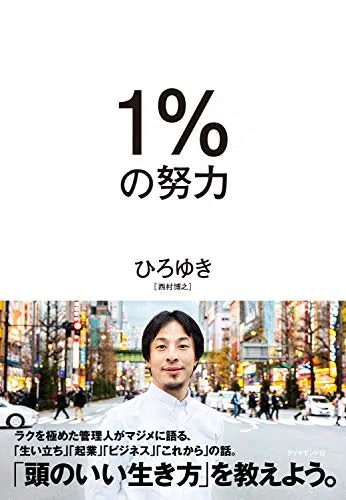 1%
の努力
ひろゆき
[西村博之]
ダイヤモンド社
ラクを極めた管理人がマジメに語る、
「生い立ち」「起業」「ビジネス」「これから」の話。
「頭のいい生き方」を教えよう。